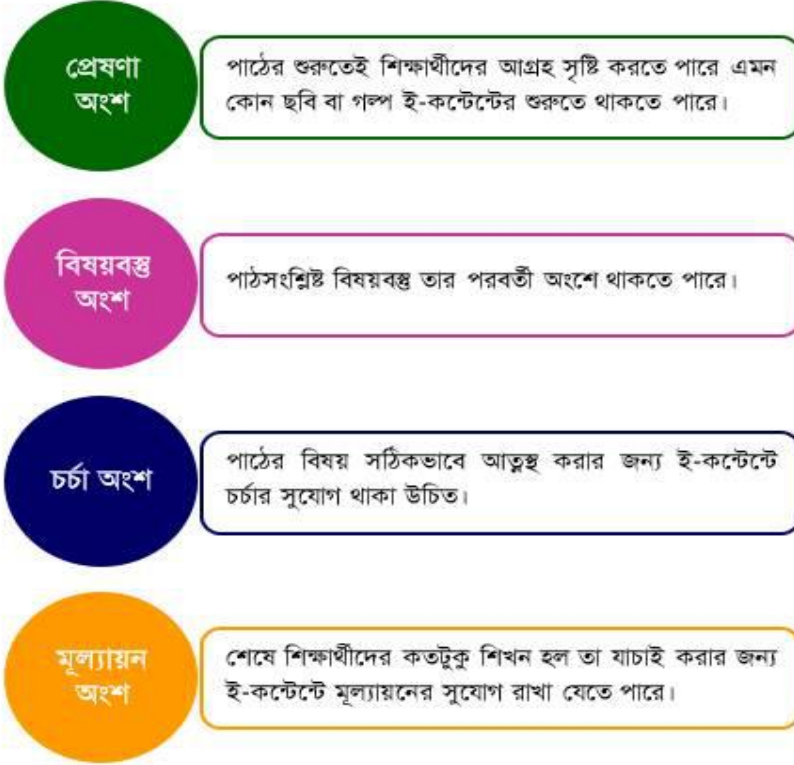 প্রেষণা
অংশ
পাঠের শুরুতেই শিক্ষার্থীদের আগ্রহ সৃষ্টি করতে পারে এমন
কোন ছবি বা গল্প ই-কন্টেন্টের শুরুতে থাকতে পারে।
বিষয়বস্তু
অংশ
পাঠসংশ্লিষ্ট বিষয়বস্তু তার পরবর্তী অংশে থাকতে পারে।
চর্চা অংশ
পাঠের বিষয় সঠিকভাবে আত্নস্থ করার জন্য ই-কন্টেন্টে
চর্চার সুযোগ থাকা উচিত।
মূল্যায়ন
অংশ
শেষে শিক্ষার্থীদের কতটুকু শিখন হল তা যাচাই করার জন্য
ই-কন্টেন্টে মূল্যায়নের সুযোগ রাখা যেতে পারে।